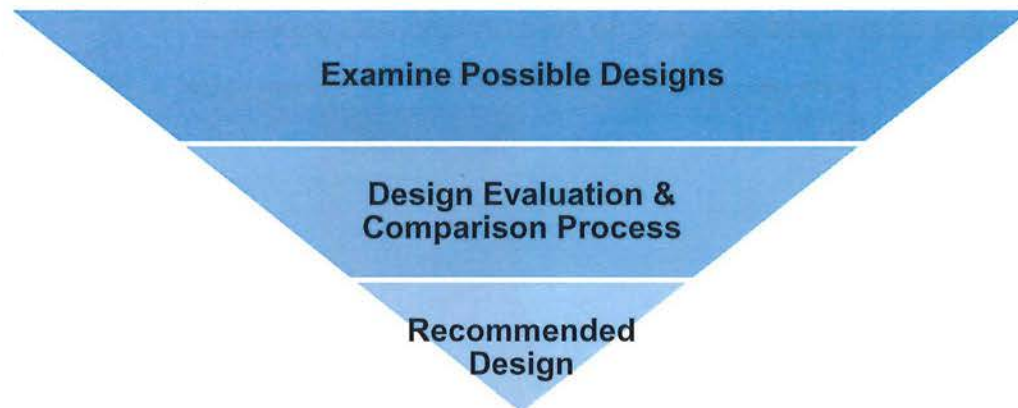 Examine Possible Designs
Design Evaluation &
Comparison Process
Recommended
Design